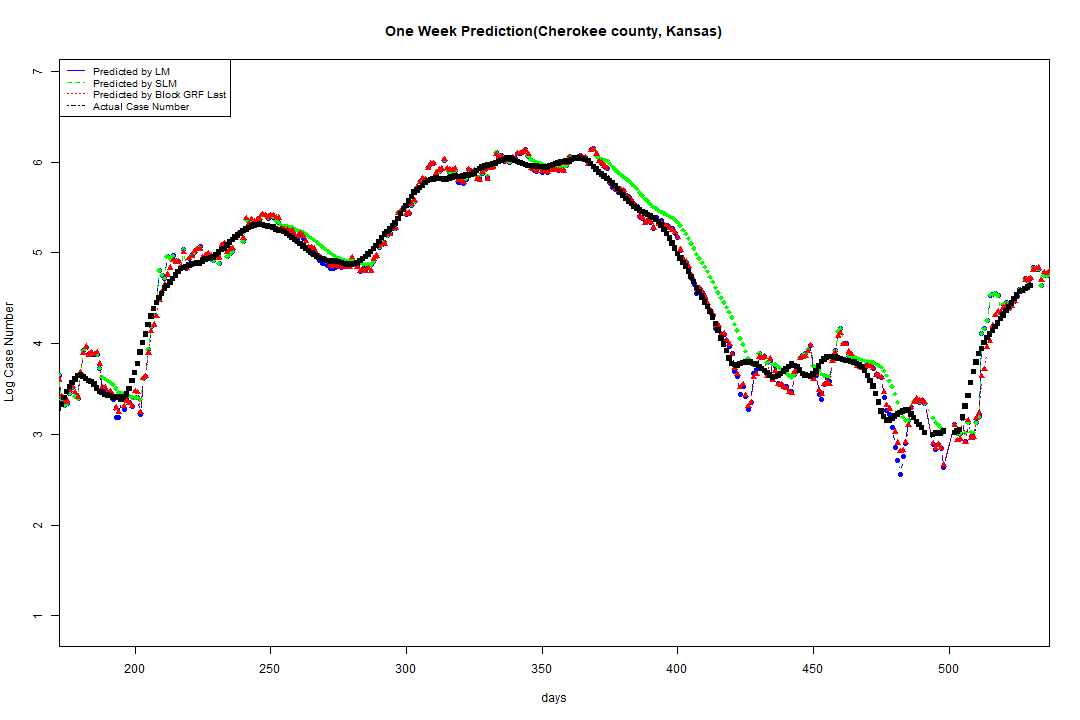 One Week Prediction(Cherokee county, Kansas)
Predicted by LM
Predicted by SLM
Predicted by Block GRF Last
Actual Case Number
7
6
5
4
3
2
1
Log Case Number
200 250 300 350 400 450 500
days